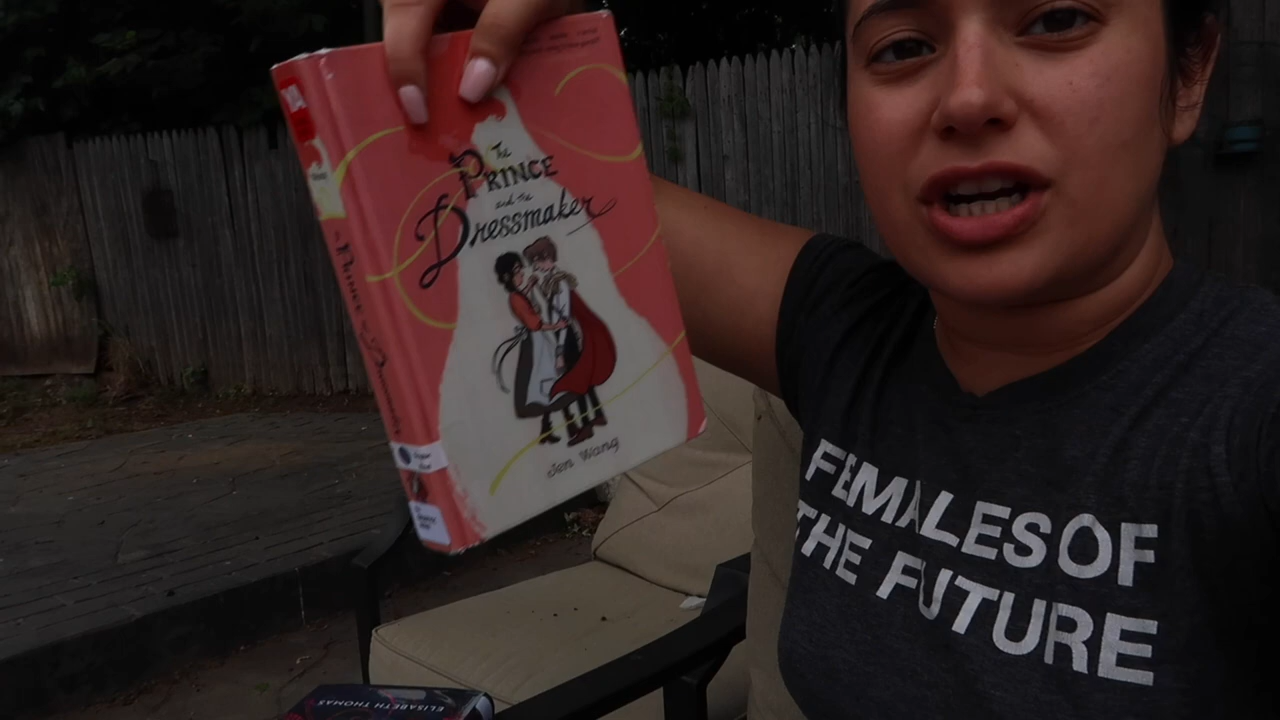 The
PRINCE
and the
Dressmaker
Jen Wang
FEMALES OF
THE FUTURE
ELISABETH THOMAS